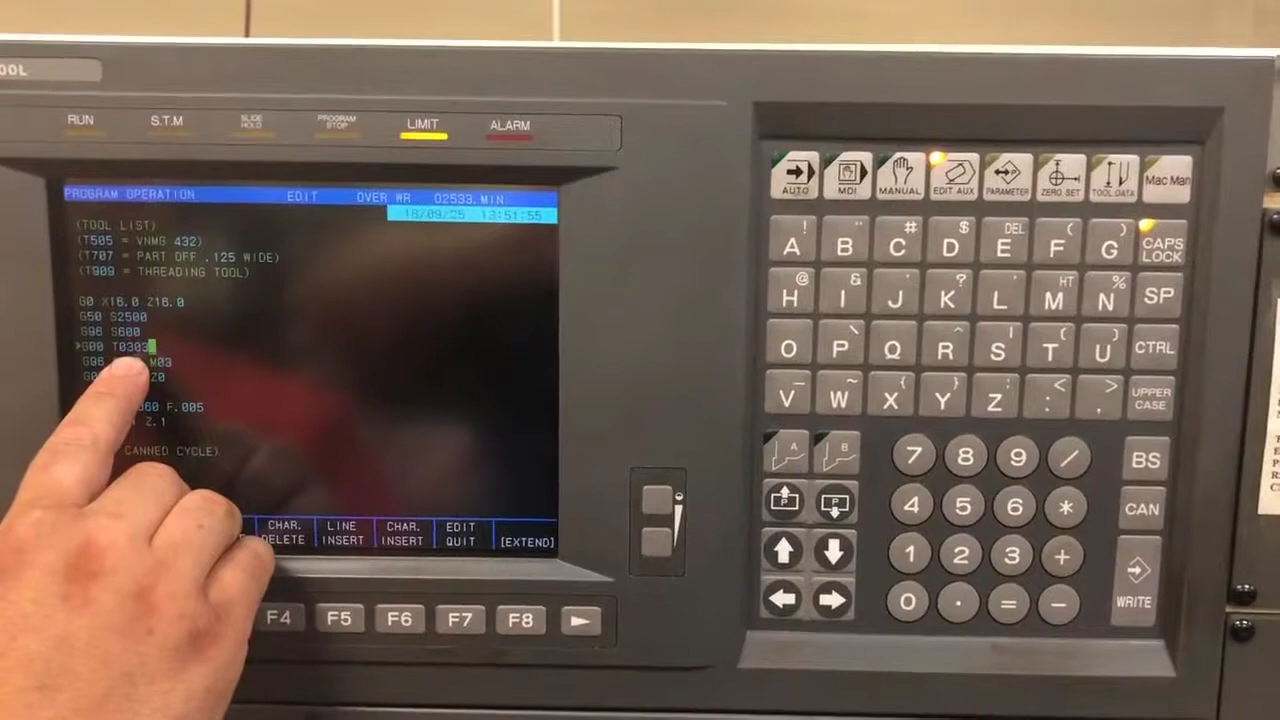 OOL
RUN S.T.M SLIDE HOLD PROGRAM STOP LIMIT ALARM
PROGRAM OPERATION EDIT OVER WR O2533.MIN
18/09/25 13:51:55
(TOOL LIST)
(T505 = VNMG 432)
(T707 = PART OFF .125 WIDE)
(T909 = THREADING TOOL)
G0 X16.0 Z16.0
G50 S2500
G96 S600
>G00 T0303
G96 M03
Z0
060 F.005
Z.1
CANNED CYCLE)
CHAR. DELETE LINE INSERT CHAR. INSERT EDIT QUIT [EXTEND]
F4 F5 F6 F7 F8
AUTO MDI MANUAL EDIT AUX PARAMETER ZERO SET TOOL DATA Mac Man
A ! B " C # D $ E DEL F ( G ) CAPS LOCK
H @ I & J ' K ? L . M HT N % SP
O P \ Q R ^ S ' T { U } CTRL
V — W ~ X { Y } Z ; : < , > UPPER CASE
A B 7 8 9 / BS
P P 4 5 6 * CAN
1 2 3 + WRITE
0 . = −